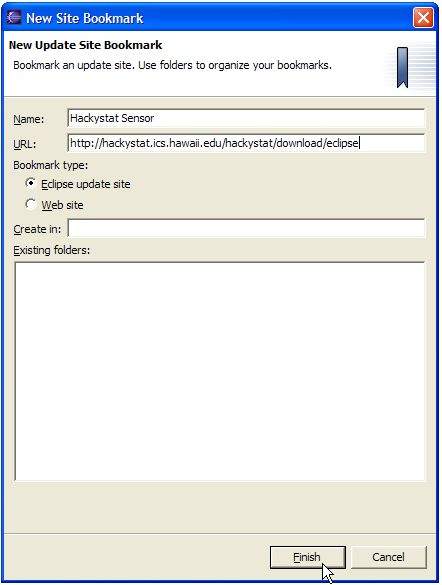 New Site Bookmark
New Update Site Bookmark
Bookmark an update site. Use folders to organize your bookmarks.
Name: Hackystat Sensor
URL: http://hackystat.ics.hawaii.edu/hackystat/download/eclipse
Bookmark type:
Eclipse update site
Web site
Create in:
Existing folders:
Finish Cancel